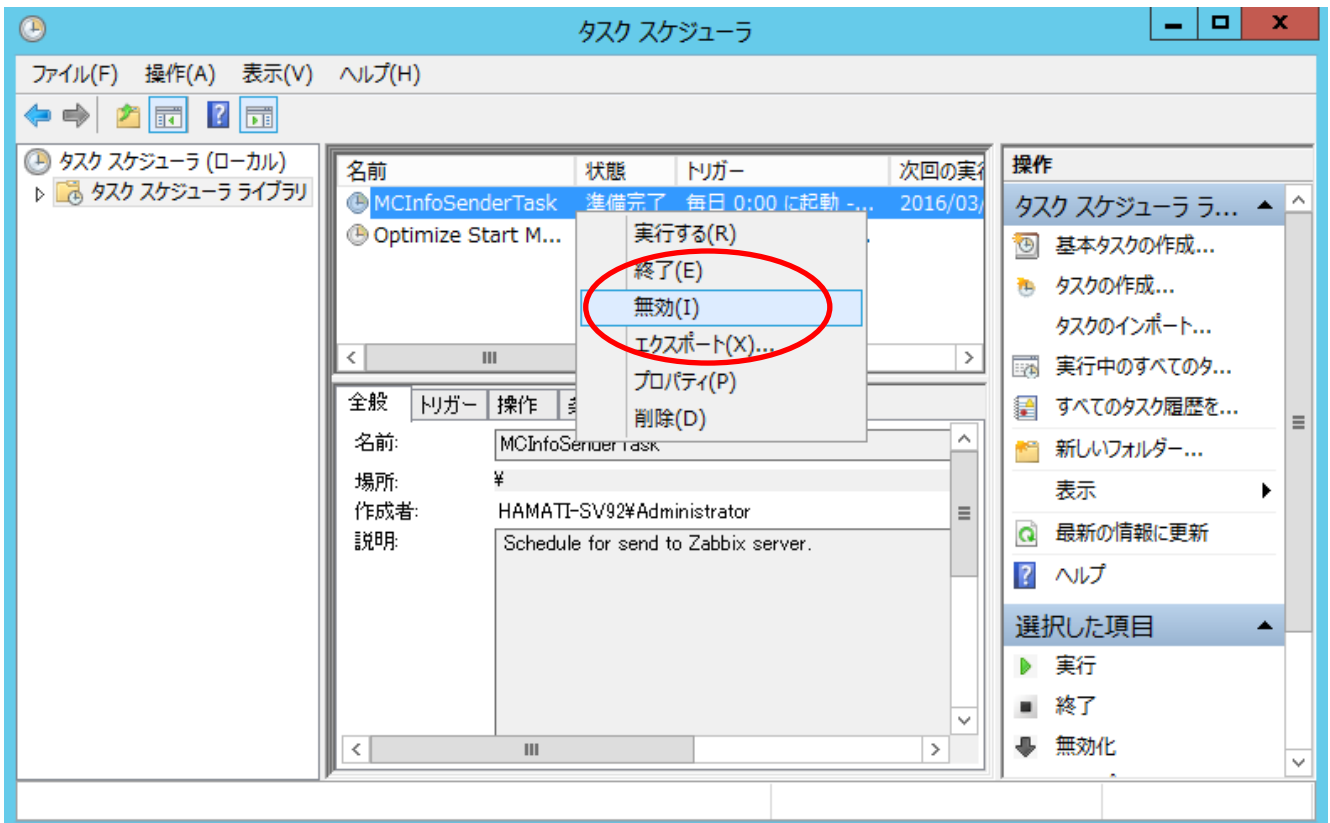 タスク スケジューラ
ファイル(F) 操作(A) 表示(V) ヘルプ(H)
タスク スケジューラ (ローカル)
タスク スケジューラ ライブラリ
名前 状態 トリガー 次回の実行
MCInfoSenderTask 準備完了 毎日 0:00 に起動 -... 2016/03/
Optimize Start M...
実行する(R)
終了(E)
無効(I)
エクスポート(X)...
プロパティ(P)
削除(D)
全般 トリガー 操作
名前: MCInfoSenderTask
場所: ¥
作成者: HAMATI-SV92¥Administrator
説明: Schedule for send to Zabbix server.
操作
タスク スケジューラ ラ...
基本タスクの作成...
タスクの作成...
タスクのインポート...
実行中のすべてのタ...
すべてのタスク履歴を...
新しいフォルダー...
表示
最新の情報に更新
ヘルプ
選択した項目
実行
終了
無効化